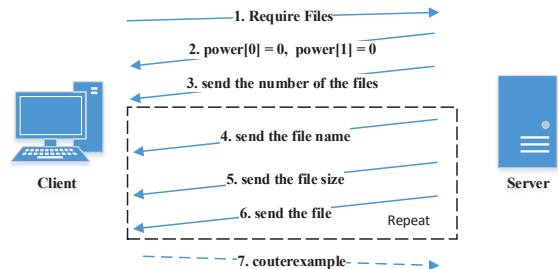 1. Require Files
2. power[0] = 0, power[1] = 0
3. send the number of the files
4. send the file name
Client
5. send the file size
Server
6. send the file
Repeat
7. couterexample